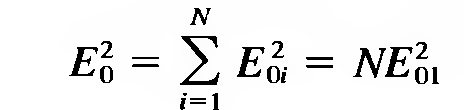 E_0^2 = \sum_{i=1}^{N} E_{0i}^2 = NE_{01}^2